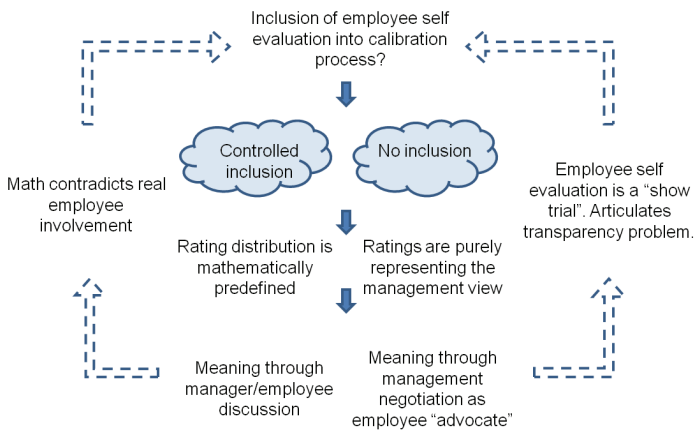 Inclusion of employee self
evaluation into calibration
process?
Controlled
inclusion
No inclusion
Math contradicts real
employee
involvement
Employee self
evaluation is a “show
trial”. Articulates
transparency problem.
Rating distribution is
mathematically
predefined
Ratings are purely
representing the
management view
Meaning through
manager/employee
discussion
Meaning through
management
negotiation as
employee “advocate”